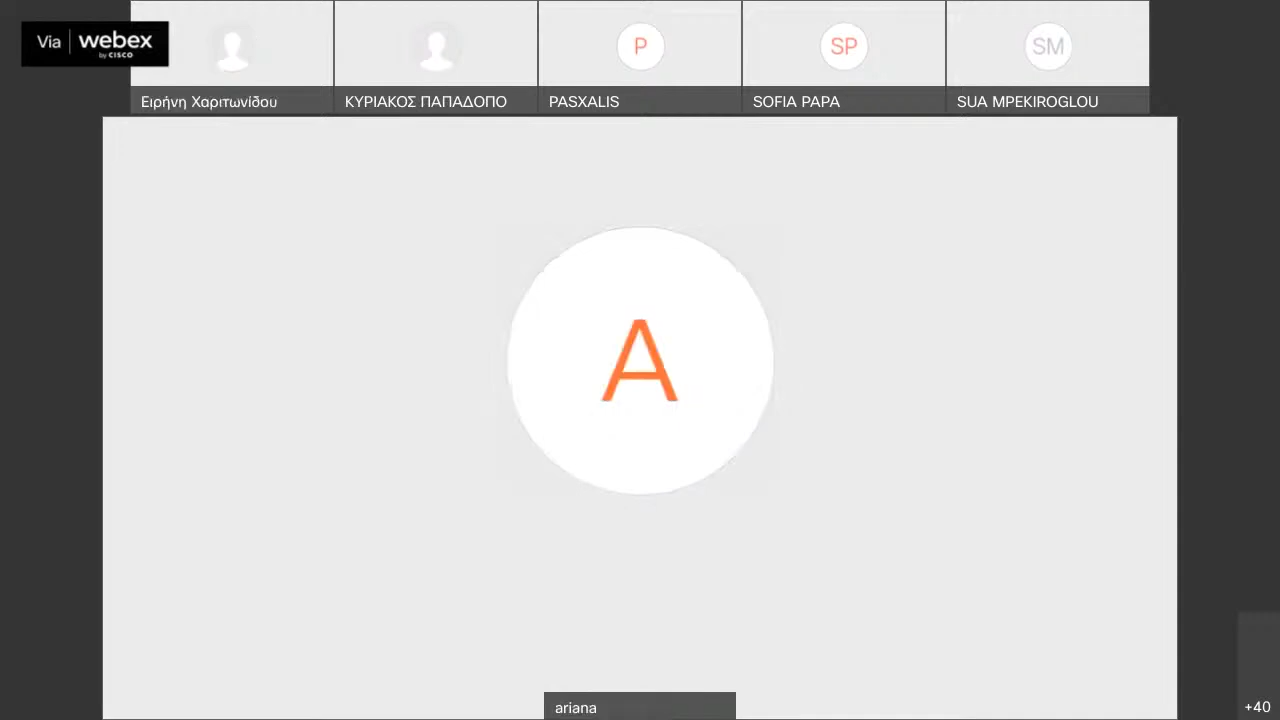 Via webex
by CISCO
P
SP
SM
Ειρήνη Χαριτωνίδου
ΚΥΡΙΑΚΟΣ ΠΑΠΑΔΟΠΟ
PASXALIS
SOFIA PAPA
SUA MPEKIROGLOU
A
ariana
+40